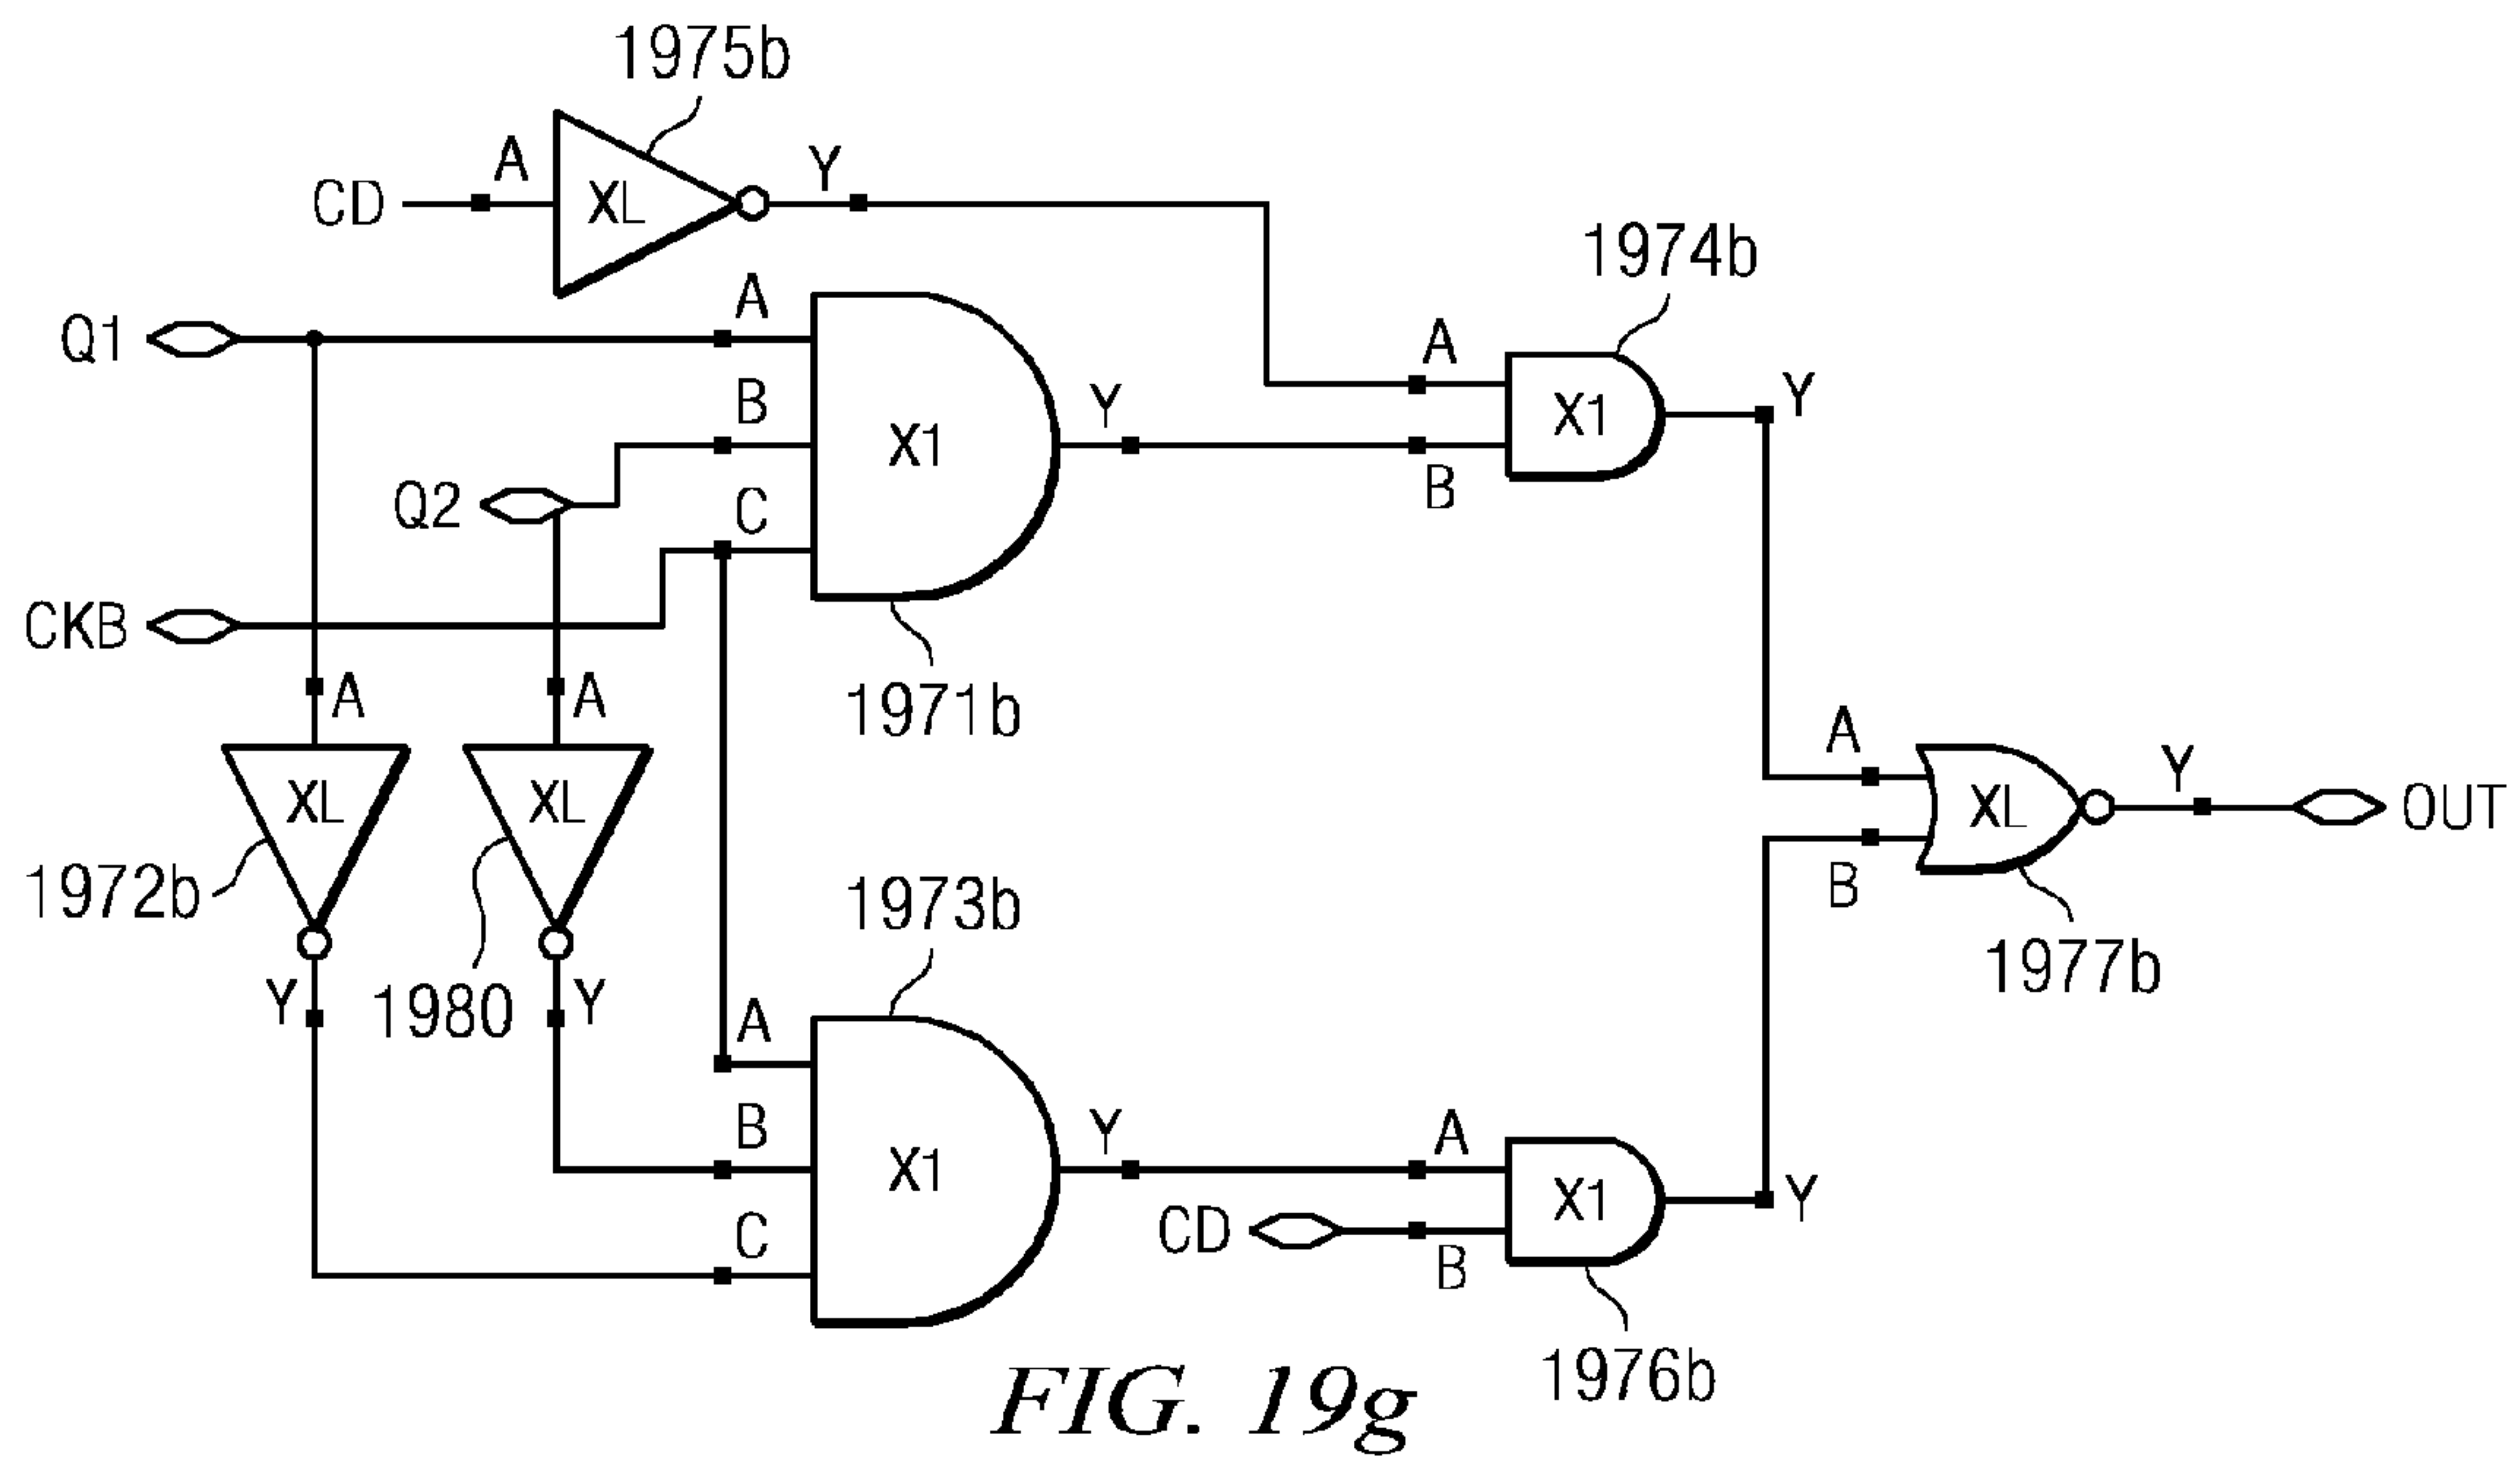 1975b
A
Y
CD
XL
1974b
A
Q1
A
B
Y
Y
X1
X1
Q2
C
B
CKB
A
A
1971b
A
Y
XL
XL
XL
OUT
1972b
1973b
B
1977b
Y
1980
Y
A
B
Y
A
X1
X1
Y
C
CD
B
1976b
FIG. 19g